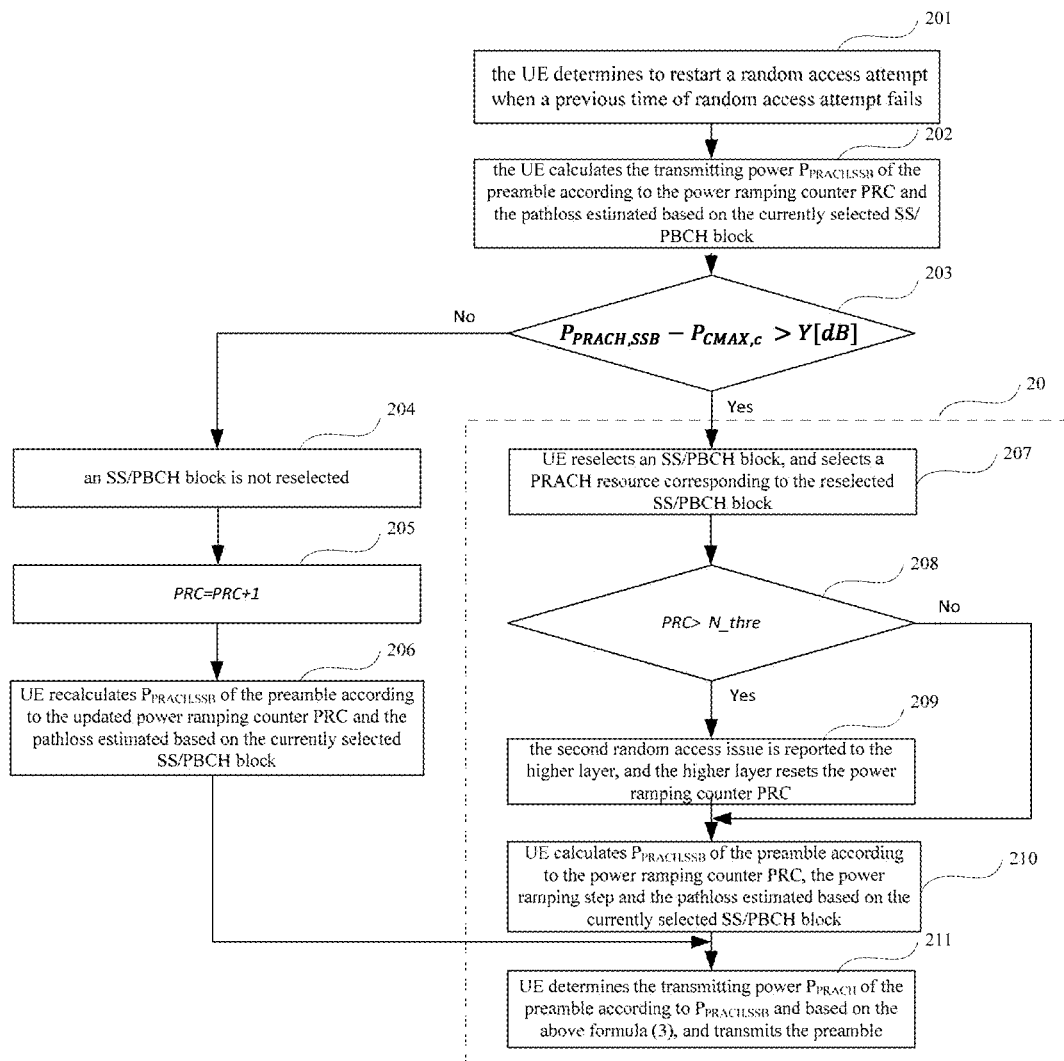 201
the UE determines to restart a random access attempt
when a previous time of random access attempt fails
202
the UE calculates the transmitting power PPRACH,SSB of the
preamble according to the power ramping counter PRC and
the pathloss estimated based on the currently selected SS/
PBCH block
203
No
PPRACH,SSB − PCMAX,c > Y[dB]
Yes
20
204
an SS/PBCH block is not reselected
207
UE reselects an SS/PBCH block, and selects a
PRACH resource corresponding to the reselected
SS/PBCH block
205
PRC=PRC+1
208
PRC> N_thre
No
Yes
206
UE recalculates PPRACH,SSB of the preamble according
to the updated power ramping counter PRC and the
pathloss estimated based on the currently selected
SS/PBCH block
209
the second random access issue is reported to the
higher layer, and the higher layer resets the power
ramping counter PRC
210
UE calculates PPRACH,SSB of the preamble according
to the power ramping counter PRC, the power
ramping step and the pathloss estimated based on the
currently selected SS/PBCH block
211
UE determines the transmitting power PPRACH of the
preamble according to PPRACH,SSB and based on the
above formula (3), and transmits the preamble